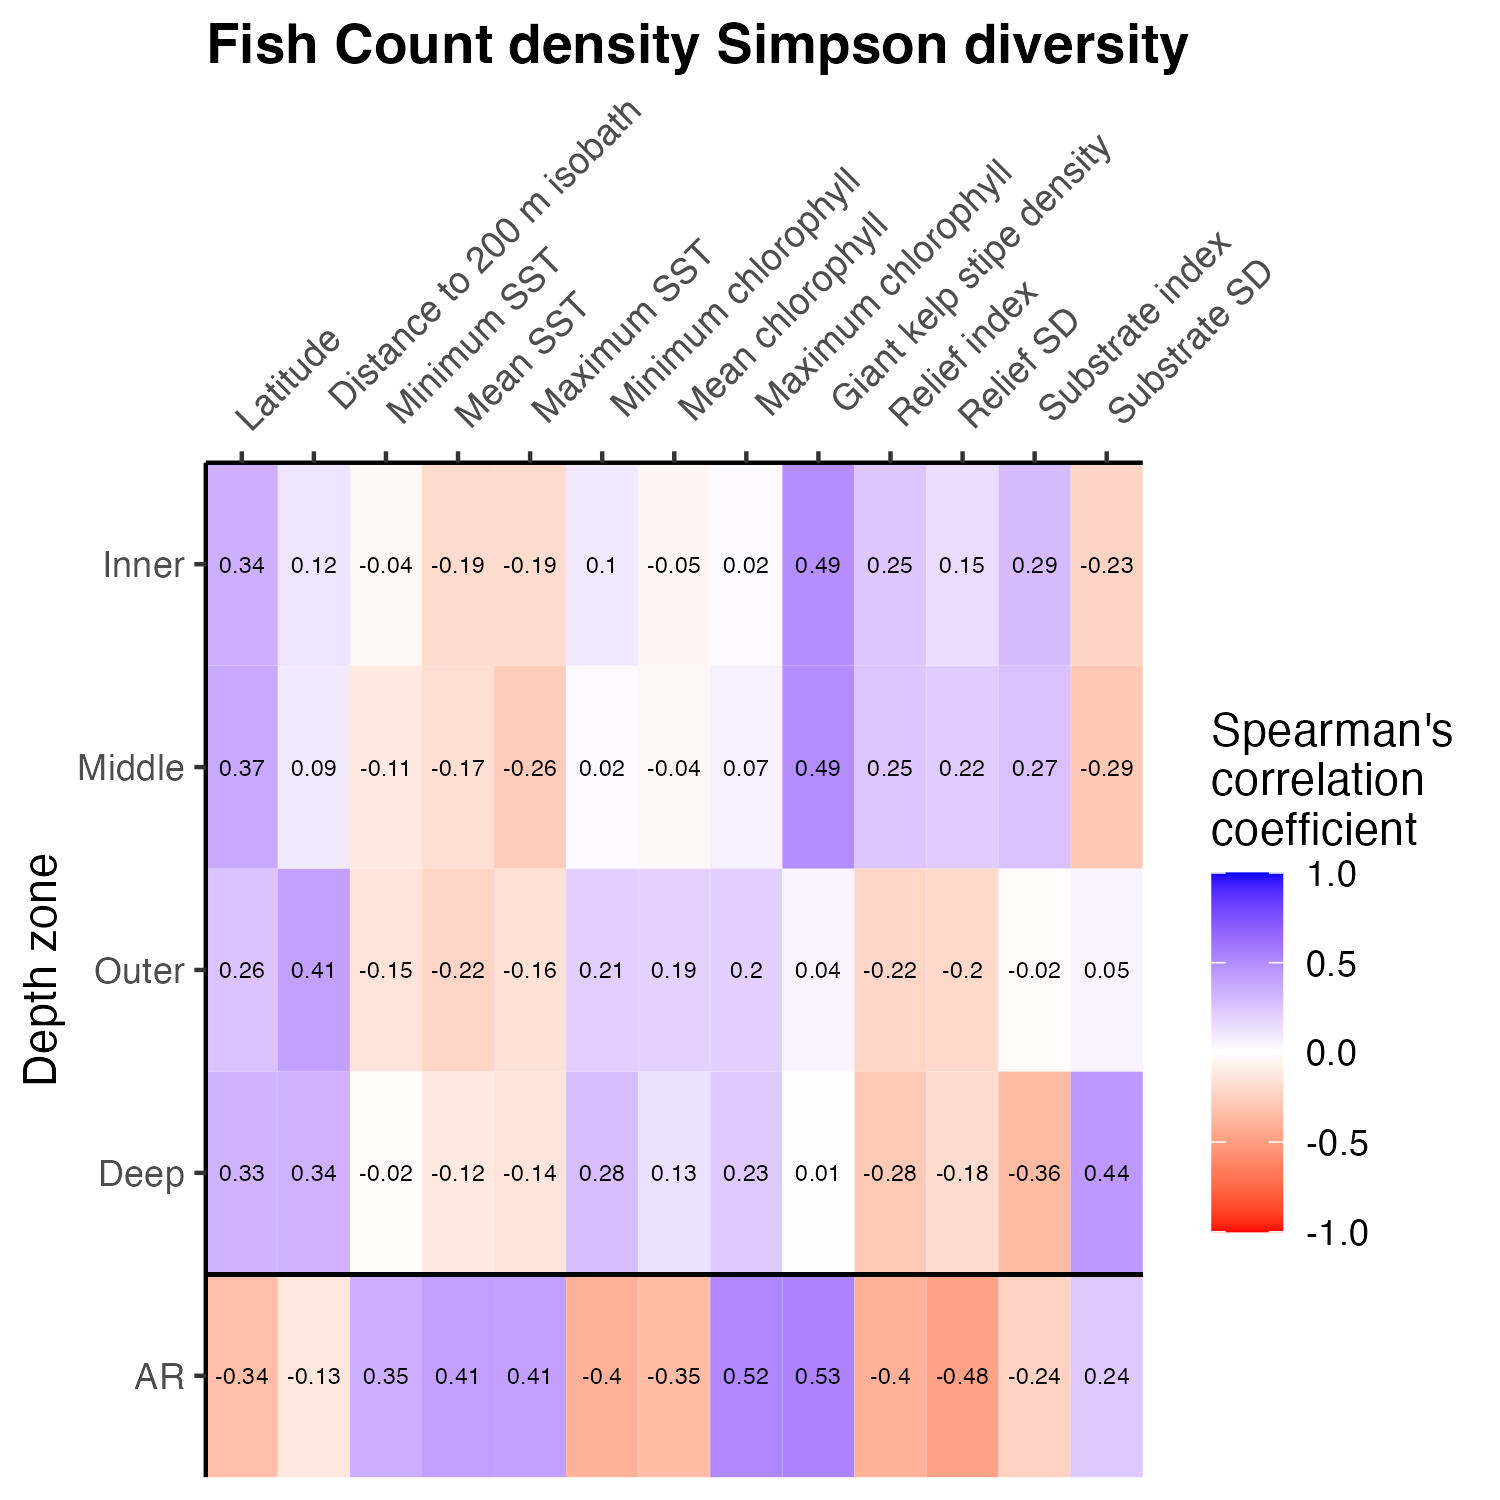 Fish Count density Simpson diversity
Latitude
Distance to 200 m isobath
Minimum SST
Mean SST
Maximum SST
Minimum chlorophyll
Mean chlorophyll
Maximum chlorophyll
Giant kelp stipe density
Relief index
Relief SD
Substrate index
Substrate SD
Depth zone
Inner 0.34 0.12 -0.04 -0.19 -0.19 0.1 -0.05 0.02 0.49 0.25 0.15 0.29 -0.23
Middle 0.37 0.09 -0.11 -0.17 -0.26 0.02 -0.04 0.07 0.49 0.25 0.22 0.27 -0.29
Outer 0.26 0.41 -0.15 -0.22 -0.16 0.21 0.19 0.2 0.04 -0.22 -0.2 -0.02 0.05
Deep 0.33 0.34 -0.02 -0.12 -0.14 0.28 0.13 0.23 0.01 -0.28 -0.18 -0.36 0.44
AR -0.34 -0.13 0.35 0.41 0.41 -0.4 -0.35 0.52 0.53 -0.4 -0.48 -0.24 0.24
Spearman's
correlation
coefficient
1.0
0.5
0.0
-0.5
-1.0